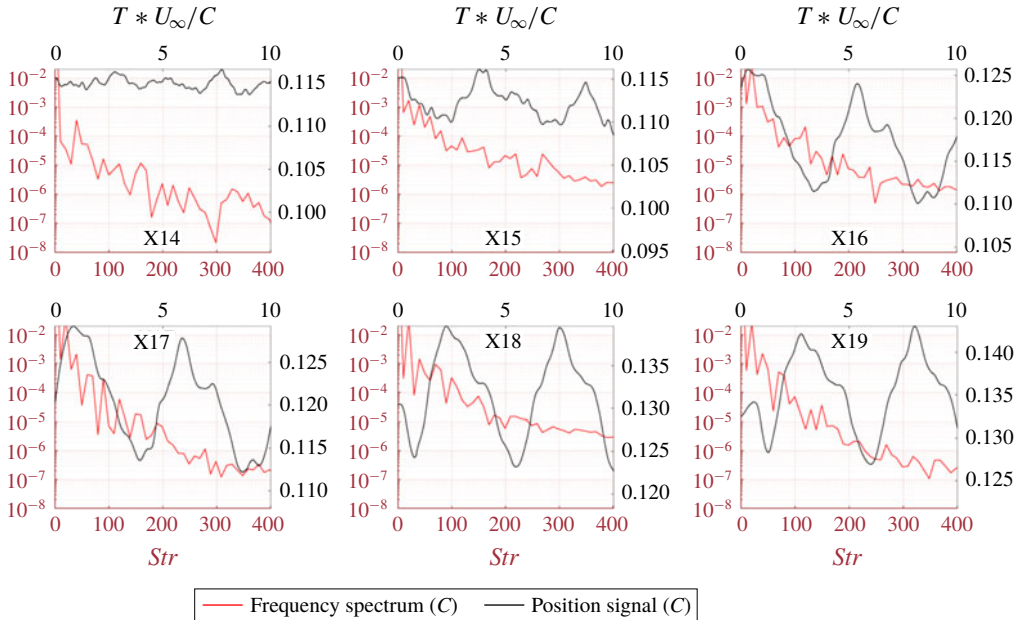 T * U∞/C T * U∞/C T * U∞/C
0 5 10 0 5 10 0 5 10
10⁻² 0.115 10⁻² 0.115 10⁻² 0.125
10⁻³ 10⁻³ 10⁻³
0.110 0.110 0.120
10⁻⁴ 10⁻⁴ 10⁻⁴
10⁻⁵ 0.105 10⁻⁵ 0.105 10⁻⁵ 0.115
10⁻⁶ 10⁻⁶ 10⁻⁶ 0.110
0.100 0.100
10⁻⁷ 10⁻⁷ 10⁻⁷
X14 X15 X16 0.105
10⁻⁸ 10⁻⁸ 0.095 10⁻⁸
0 100 200 300 400 0 100 200 300 400 0 100 200 300 400
0 5 10 0 5 10 0 5 10
10⁻² X17 10⁻² X18 10⁻² X19 0.140
10⁻³ 0.125 10⁻³ 0.135 10⁻³
10⁻⁴ 10⁻⁴ 10⁻⁴ 0.135
0.120 0.130
10⁻⁵ 10⁻⁵ 10⁻⁵
0.115 0.130
10⁻⁶ 10⁻⁶ 0.125 10⁻⁶
10⁻⁷ 0.110 10⁻⁷ 0.120 10⁻⁷ 0.125
10⁻⁸ 10⁻⁸ 10⁻⁸
0 100 200 300 400 0 100 200 300 400 0 100 200 300 400
Str Str Str
Frequency spectrum (C) Position signal (C)